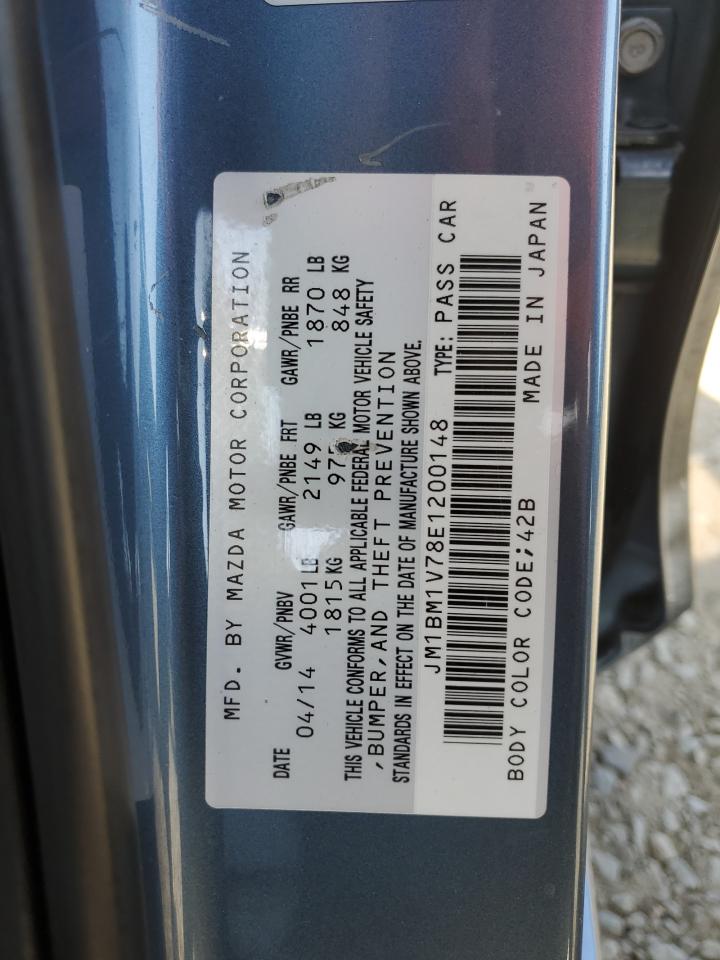 MFD. BY MAZDA MOTOR CORPORATION
DATE GVWR/PNBV GAWR/PNBE FRT GAWR/PNBE RR
04/14 4001LB 2149 LB 1870 LB
1815KG KG 848 KG
THIS VEHICLE CONFORMS TO ALL APPLICABLE FEDERAL MOTOR VEHICLE SAFETY
,BUMPER,AND THEFT PREVENTION
STANDARDS IN EFFECT ON THE DATE OF MANUFACTURE SHOWN ABOVE.
JM1BM1V78E1200148 TYPE: PASS CAR
BODY COLOR CODE;42B MADE IN JAPAN